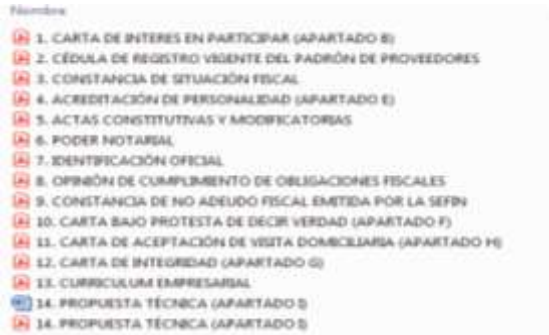 Nombre
1. CARTA DE INTERES EN PARTICIPAR (APARTADO B)
2. CÉDULA DE REGISTRO VIGENTE DEL PADRÓN DE PROVEEDORES
3. CONSTANCIA DE SITUACIÓN FISCAL
4. ACREDITACIÓN DE PERSONALIDAD (APARTADO E)
5. ACTAS CONSTITUTIVAS Y MODIFICATORIAS
6. PODER NOTARIAL
7. IDENTIFICACIÓN OFICIAL
8. OPINIÓN DE CUMPLIMIENTO DE OBLIGACIONES FISCALES
9. CONSTANCIA DE NO ADEUDO FISCAL EMITIDA POR LA SEFIN
10. CARTA BAJO PROTESTA DE DECIR VERDAD (APARTADO F)
11. CARTA DE ACEPTACIÓN DE VISITA DOMICILIARIA (APARTADO H)
12. CARTA DE INTEGRIDAD (APARTADO G)
13. CURRICULUM EMPRESARIAL
14. PROPUESTA TÉCNICA (APARTADO I)
14. PROPUESTA TÉCNICA (APARTADO I)